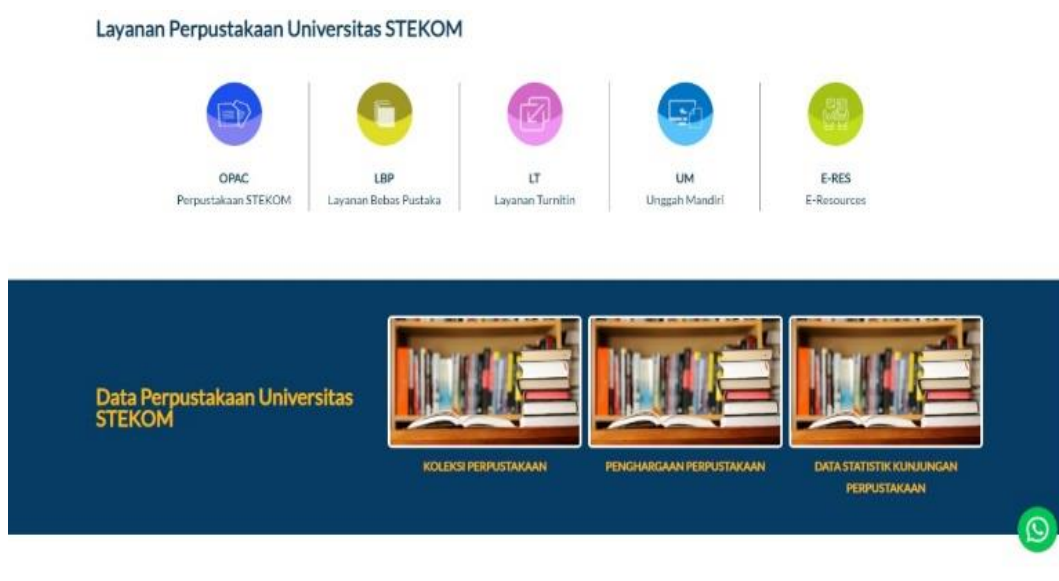 Layanan Perpustakaan Universitas STEKOM
OPAC
Perpustakaan STEKOM
LBP
Layanan Bebas Pustaka
LT
Layanan Turnitin
UM
Unggah Mandiri
E-RES
E-Resources
Data Perpustakaan Universitas
STEKOM
KOLEKSI PERPUSTAKAAN
PENGHARGAAN PERPUSTAKAAN
DATA STATISTIK KUNJUNGAN
PERPUSTAKAAN